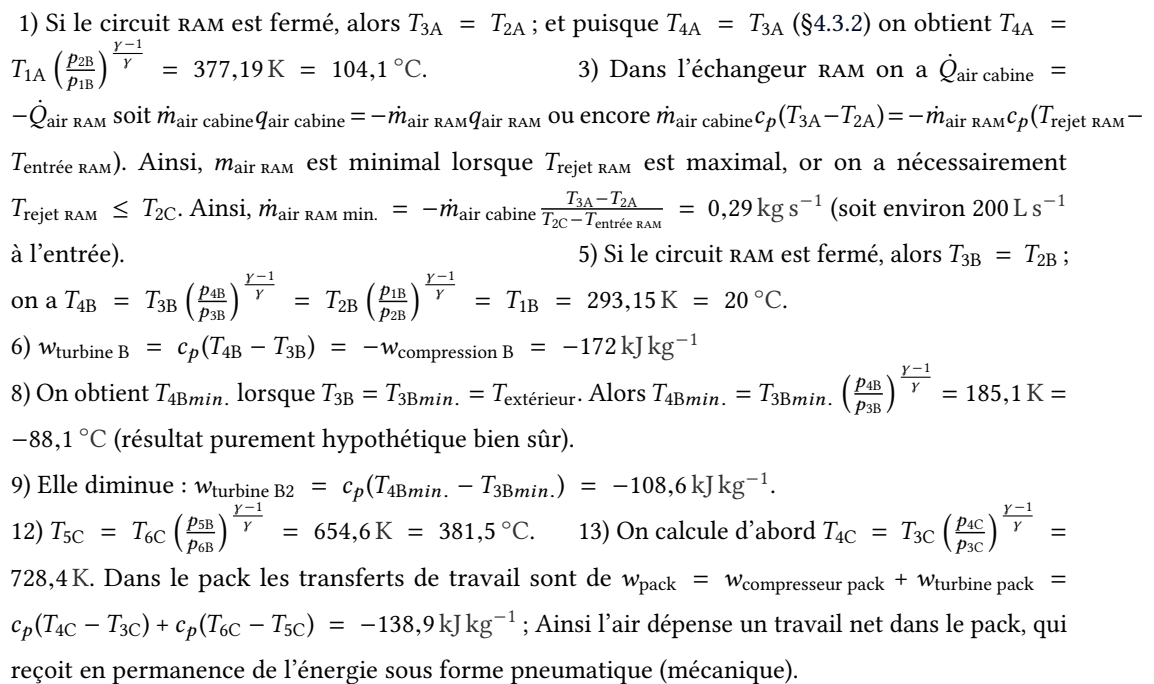 1) Si le circuit RAM est fermé, alors T3A = T2A ; et puisque T4A = T3A (§4.3.2) on obtient T4A =
T1A (p2B/p1B)^((γ−1)/γ) = 377,19 K = 104,1 °C. 3) Dans l'échangeur RAM on a Q̇air cabine =
−Q̇air RAM soit ṁair cabine qair cabine = −ṁair RAM qair RAM ou encore ṁair cabine cp(T3A−T2A) = −ṁair RAM cp(Trejet RAM−
Tentrée RAM). Ainsi, mair RAM est minimal lorsque Trejet RAM est maximal, or on a nécessairement
Trejet RAM ≤ T2C. Ainsi, ṁair RAM min. = −ṁair cabine (T3A−T2A)/(T2C−Tentrée RAM) = 0,29 kg s⁻¹ (soit environ 200 L s⁻¹
à l'entrée). 5) Si le circuit RAM est fermé, alors T3B = T2B ;
on a T4B = T3B (p4B/p3B)^((γ−1)/γ) = T2B (p1B/p2B)^((γ−1)/γ) = T1B = 293,15 K = 20 °C.
6) wturbine B = cp(T4B − T3B) = −wcompression B = −172 kJ kg⁻¹
8) On obtient T4Bmin. lorsque T3B = T3Bmin. = Textérieur. Alors T4Bmin. = T3Bmin. (p4B/p3B)^((γ−1)/γ) = 185,1 K =
−88,1 °C (résultat purement hypothétique bien sûr).
9) Elle diminue : wturbine B2 = cp(T4Bmin. − T3Bmin.) = −108,6 kJ kg⁻¹.
12) T5C = T6C (p5B/p6B)^((γ−1)/γ) = 654,6 K = 381,5 °C. 13) On calcule d'abord T4C = T3C (p4C/p3C)^((γ−1)/γ) =
728,4 K. Dans le pack les transferts de travail sont de wpack = wcompresseur pack + wturbine pack =
cp(T4C − T3C) + cp(T6C − T5C) = −138,9 kJ kg⁻¹ ; Ainsi l'air dépense un travail net dans le pack, qui
reçoit en permanence de l'énergie sous forme pneumatique (mécanique).